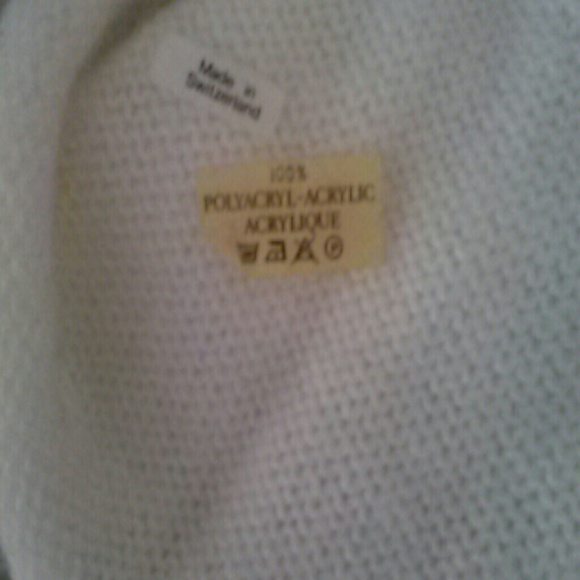 Made in
Switzerland
100%
POLYACRYL-ACRYLIC
ACRYLIQUE